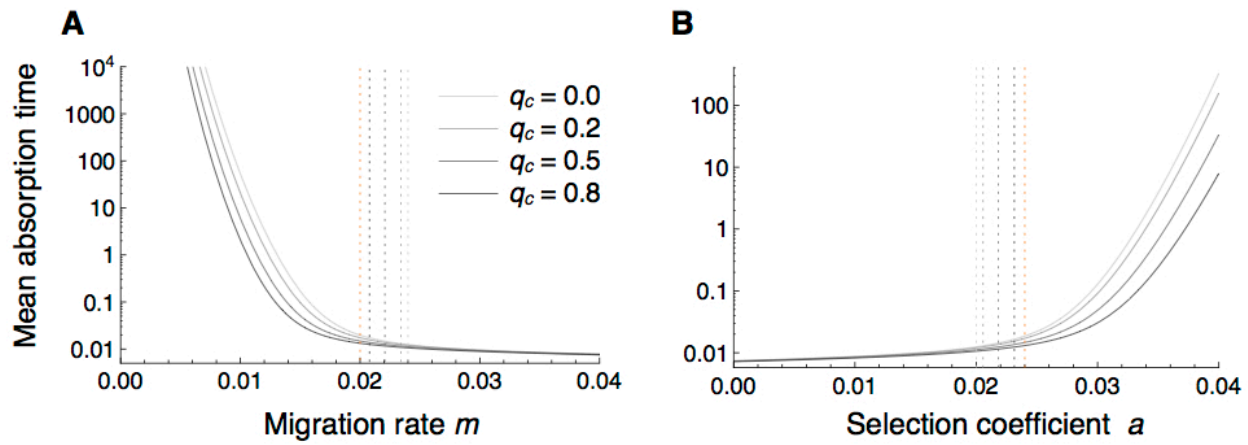 A
Mean absorption time
10^4
1000
100
10
1
0.1
0.01
0.00
0.01
0.02
0.03
0.04
Migration rate m
q_c = 0.0
q_c = 0.2
q_c = 0.5
q_c = 0.8
B
100
10
1
0.1
0.01
0.00
0.01
0.02
0.03
0.04
Selection coefficient a